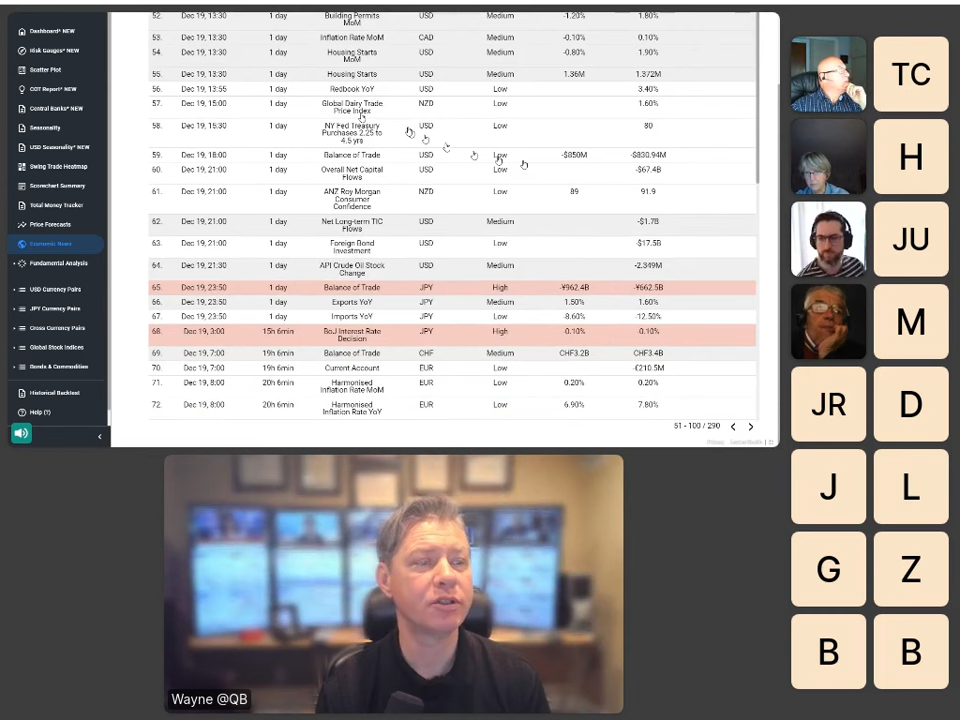 Dashboard* NEW
Risk Gauges* NEW
Scatter Plot
COT Report* NEW
Central Banks* NEW
Seasonality
USD Seasonality* NEW
Swing Trade Heatmap
Scorechart Summary
Total Money Tracker
Price Forecasts
Economic News
Fundamental Analysis
USD Currency Pairs
JPY Currency Pairs
Cross Currency Pairs
Global Stock Indices
Bonds & Commodities
Historical Backtest
Help (?)
52. Dec 19, 13:30 1 day Building Permits MoM USD Medium -1.20% 1.80%
53. Dec 19, 13:30 1 day Inflation Rate MoM CAD Medium -0.10% 0.10%
54. Dec 19, 13:30 1 day Housing Starts MoM USD Medium -0.80% 1.90%
55. Dec 19, 13:30 1 day Housing Starts USD Medium 1.36M 1.372M
56. Dec 19, 13:55 1 day Redbook YoY USD Low 3.40%
57. Dec 19, 15:00 1 day Global Dairy Trade Price Index NZD Low 1.60%
58. Dec 19, 15:30 1 day NY Fed Treasury Purchases 2.25 to 4.5 yrs USD Low 80
59. Dec 19, 18:00 1 day Balance of Trade USD Low -$850M -$830.94M
60. Dec 19, 21:00 1 day Overall Net Capital Flows USD Low -$67.4B
61. Dec 19, 21:00 1 day ANZ Roy Morgan Consumer Confidence NZD Low 89 91.9
62. Dec 19, 21:00 1 day Net Long-term TIC Flows USD Medium -$1.7B
63. Dec 19, 21:00 1 day Foreign Bond Investment USD Low -$17.5B
64. Dec 19, 21:30 1 day API Crude Oil Stock Change USD Medium -2.349M
65. Dec 19, 23:50 1 day Balance of Trade JPY High -¥962.4B -¥662.5B
66. Dec 19, 23:50 1 day Exports YoY JPY Medium 1.50% 1.60%
67. Dec 19, 23:50 1 day Imports YoY JPY Low -8.60% -12.50%
68. Dec 19, 3:00 15h 6min BoJ Interest Rate Decision JPY High -0.10% -0.10%
69. Dec 19, 7:00 19h 6min Balance of Trade CHF Medium CHF3.2B CHF3.4B
70. Dec 19, 7:00 19h 6min Current Account EUR Low -€210.5M
71. Dec 19, 8:00 20h 6min Harmonised Inflation Rate MoM EUR Low 0.20% 0.20%
72. Dec 19, 8:00 20h 6min Harmonised Inflation Rate YoY EUR Low 6.90% 7.80%
51 - 100 / 290
TC
H
JU
M
JR
D
J
L
G
Z
B
B
Wayne @QB